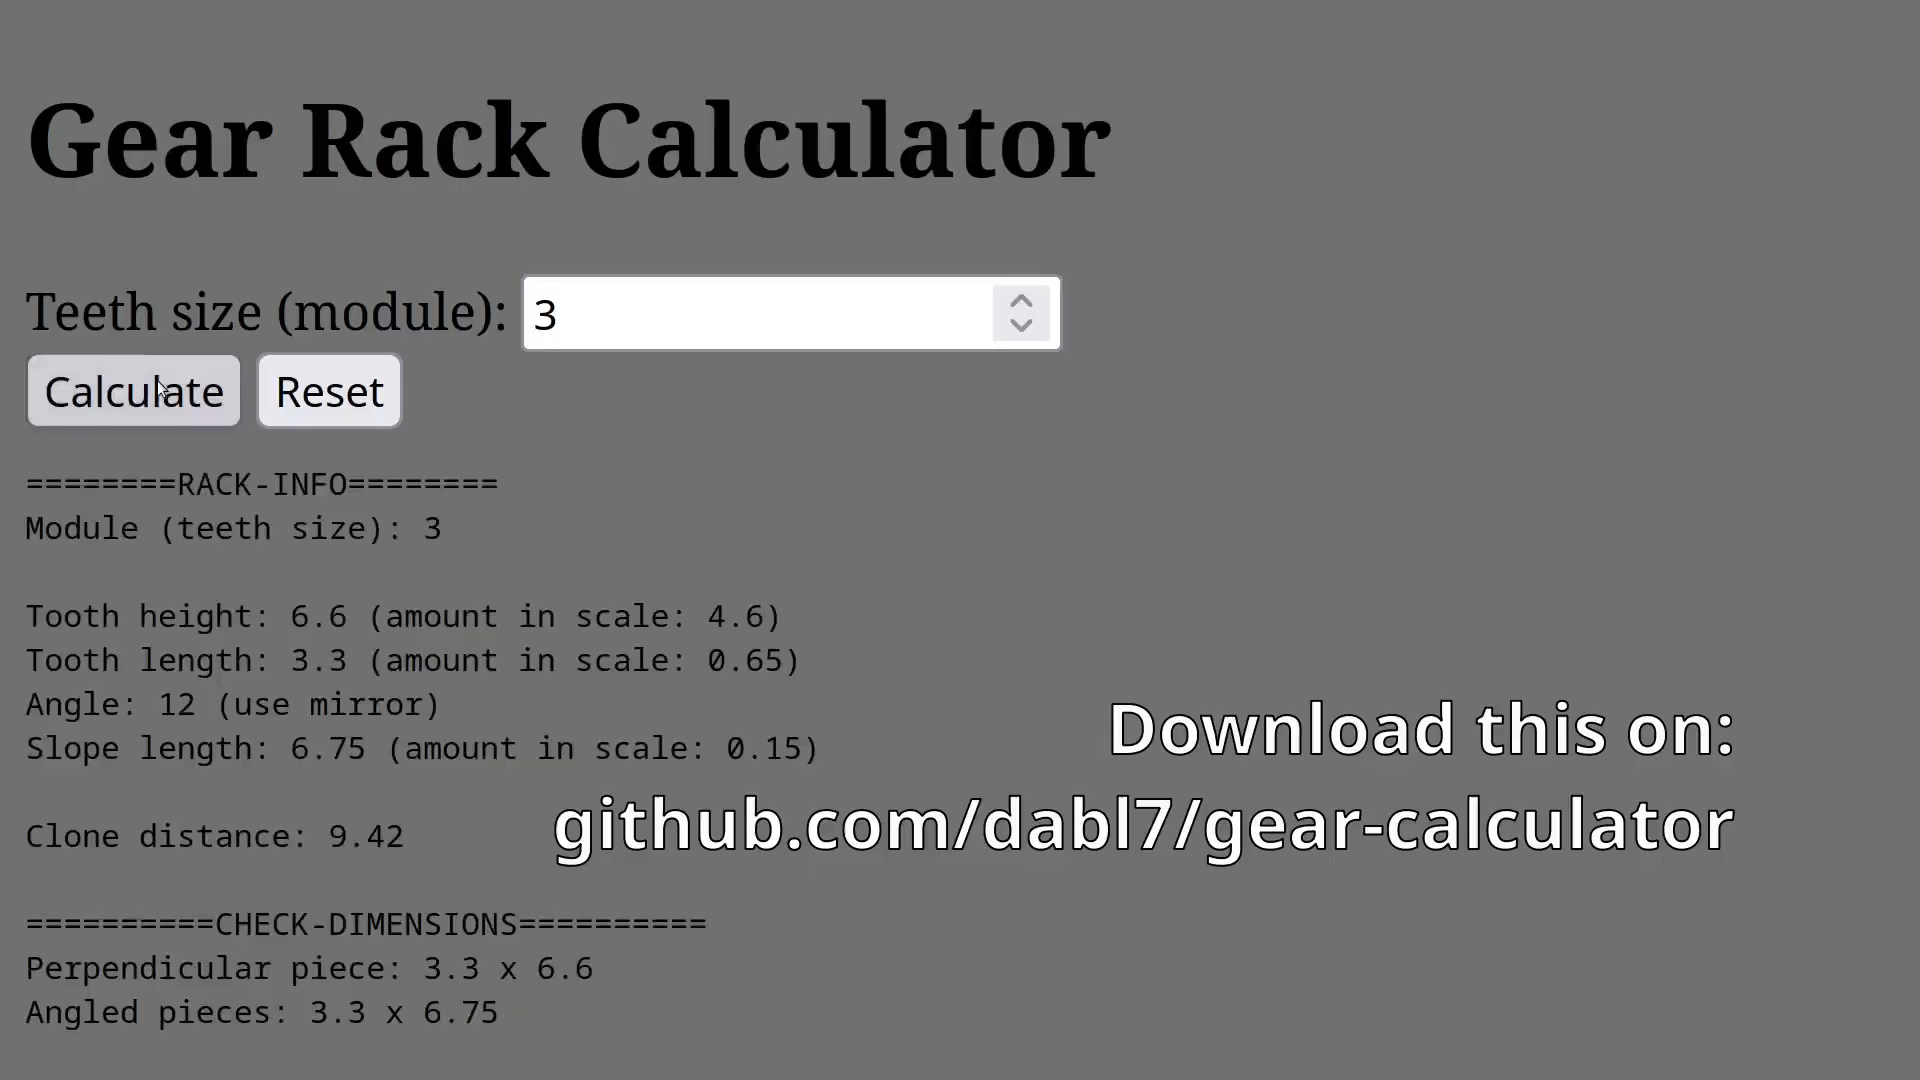 Gear Rack Calculator
Teeth size (module): 3
Calculate Reset
========RACK-INFO========
Module (teeth size): 3
Tooth height: 6.6 (amount in scale: 4.6)
Tooth length: 3.3 (amount in scale: 0.65)
Angle: 12 (use mirror)
Slope length: 6.75 (amount in scale: 0.15)
Download this on:
Clone distance: 9.42
github.com/dabl7/gear-calculator
==========CHECK-DIMENSIONS==========
Perpendicular piece: 3.3 x 6.6
Angled pieces: 3.3 x 6.75